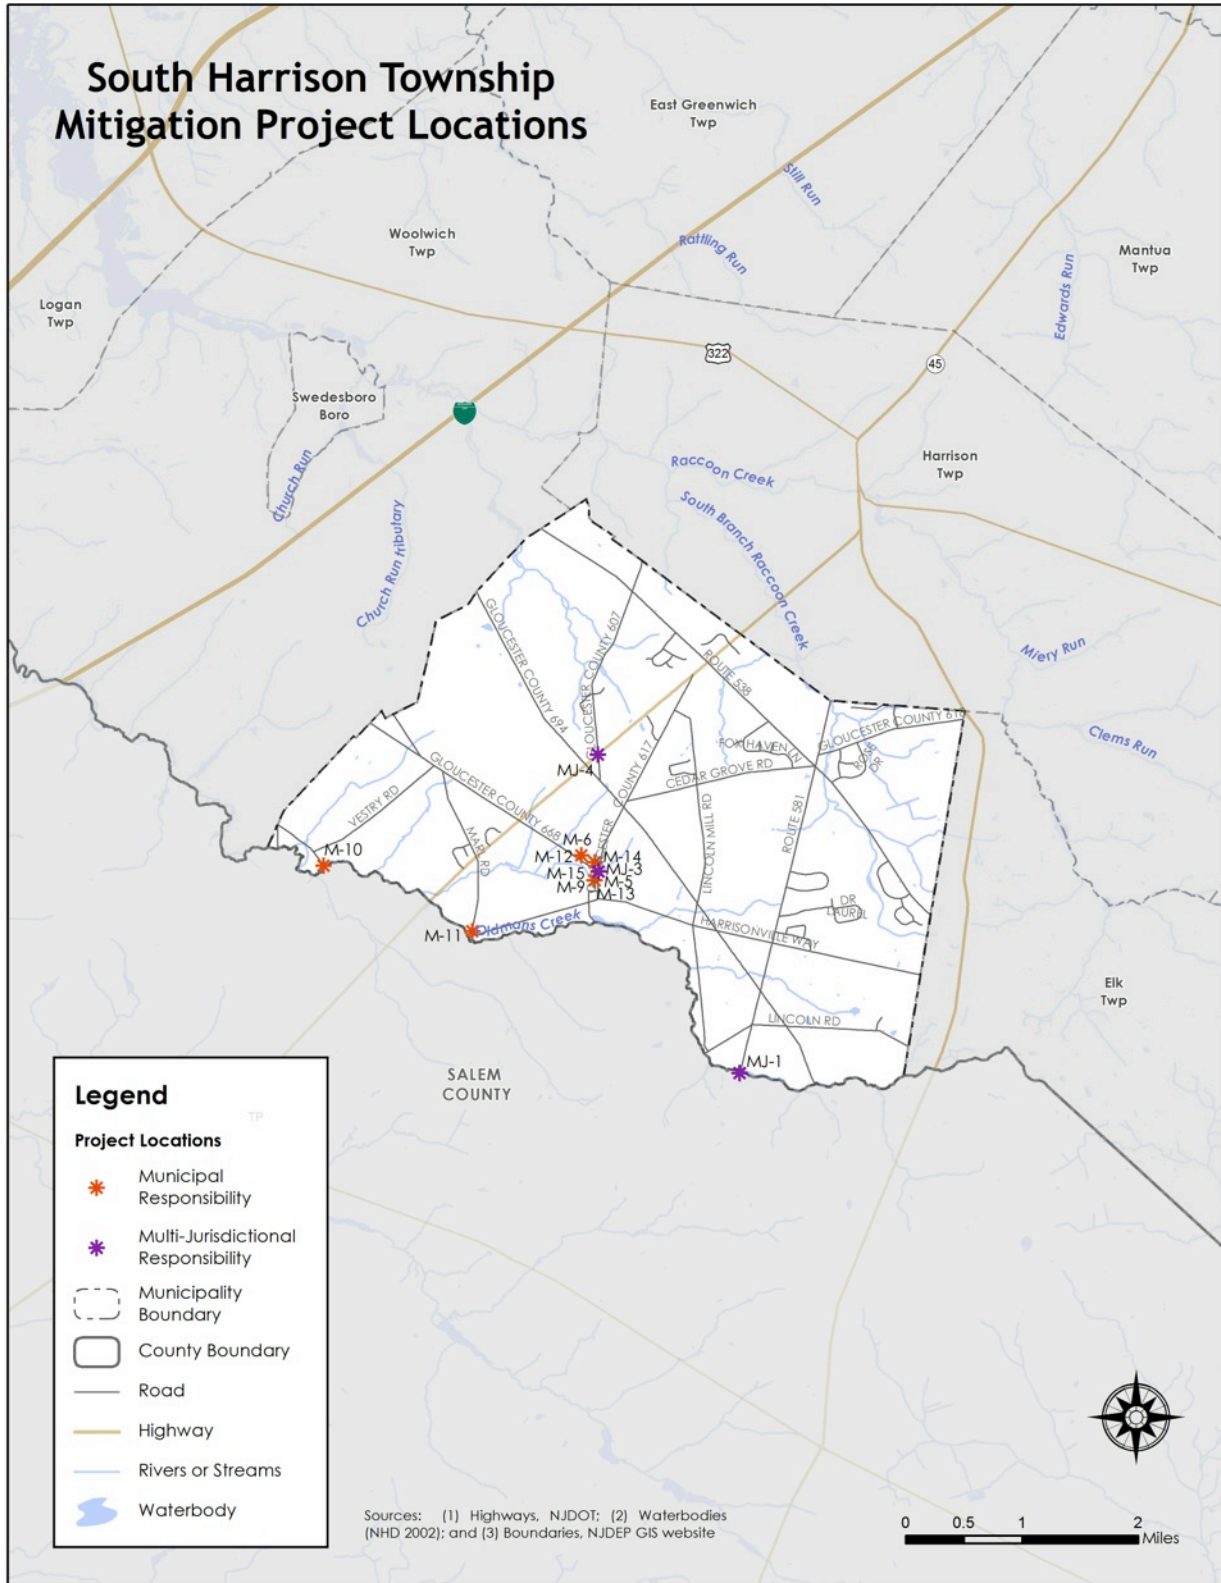 South Harrison Township
Mitigation Project Locations
East Greenwich
Twp
Still Run
Woolwich
Twp
Rattling Run
Mantua
Twp
Edwards Run
Logan
Twp
322
45
Swedesboro
Boro
Church Run
Harrison
Twp
Raccoon Creek
South Branch Raccoon Creek
Church Run tributary
Miery Run
Clems Run
GLOUCESTER COUNTY 607
GLOUCESTER COUNTY 694
ROUTE 538
GLOUCESTER COUNTY 616
FOX HAVEN LN
ROSE
DR
CEDAR GROVE RD
MJ-4
COUNTY 617
GLOUCESTER COUNTY 668
VESTRY RD
MARL RD
LINCOLN MILL RD
ROUTE 581
M-6
M-12
M-14
M-15
MJ-3
M-9
M-5
M-13
M-10
M-11
Oldmans Creek
DR
LAUREL
HARRISONVILLE WAY
LINCOLN RD
Elk
Twp
MJ-1
SALEM
COUNTY
Legend
TP
Project Locations
Municipal
Responsibility
Multi-Jurisdictional
Responsibility
Municipality
Boundary
County Boundary
Road
Highway
Rivers or Streams
Waterbody
Sources: (1) Highways, NJDOT; (2) Waterbodies
(NHD 2002); and (3) Boundaries, NJDEP GIS website
0 0.5 1 2
Miles